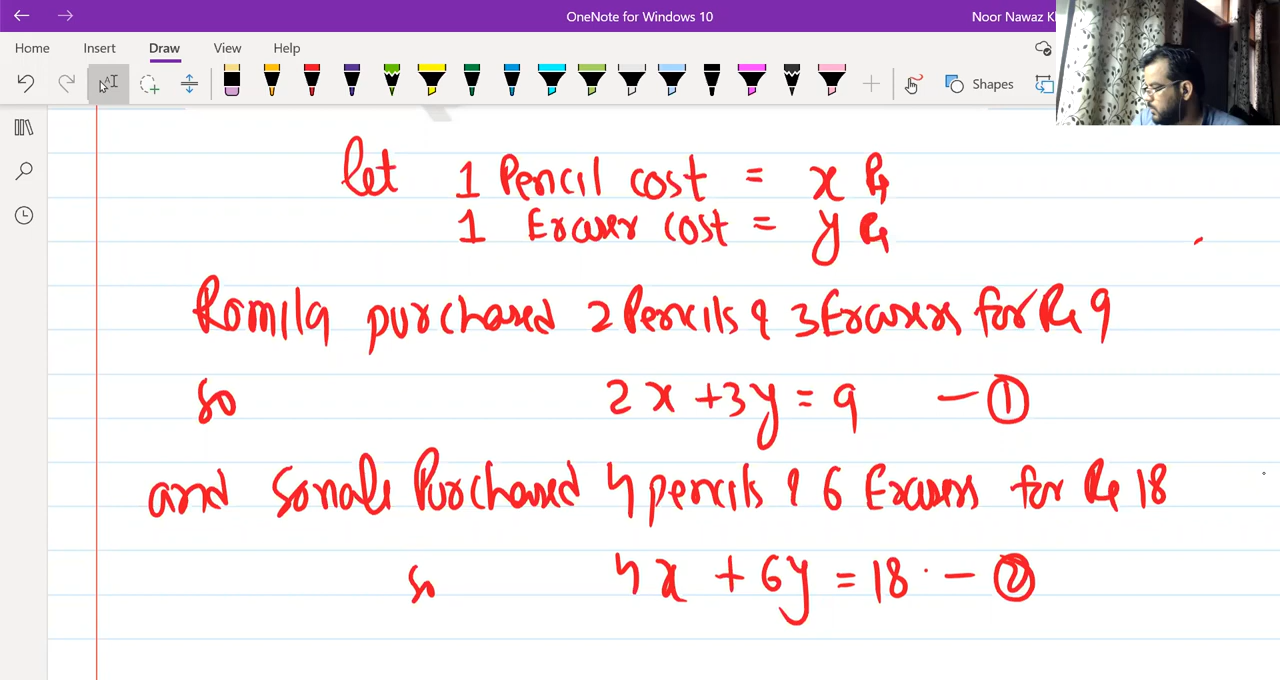 OneNote for Windows 10
Noor Nawaz
Home Insert Draw View Help
Shapes
let 1 Pencil cost = x Rs
1 Eraser cost = y Rs
Romila purchased 2 Pencils & 3 Erasers for Rs 9
so 2x + 3y = 9 — ①
and Sonali Purchased 4 pencils & 6 Erasers for Rs 18
so 4x + 6y = 18 — ②